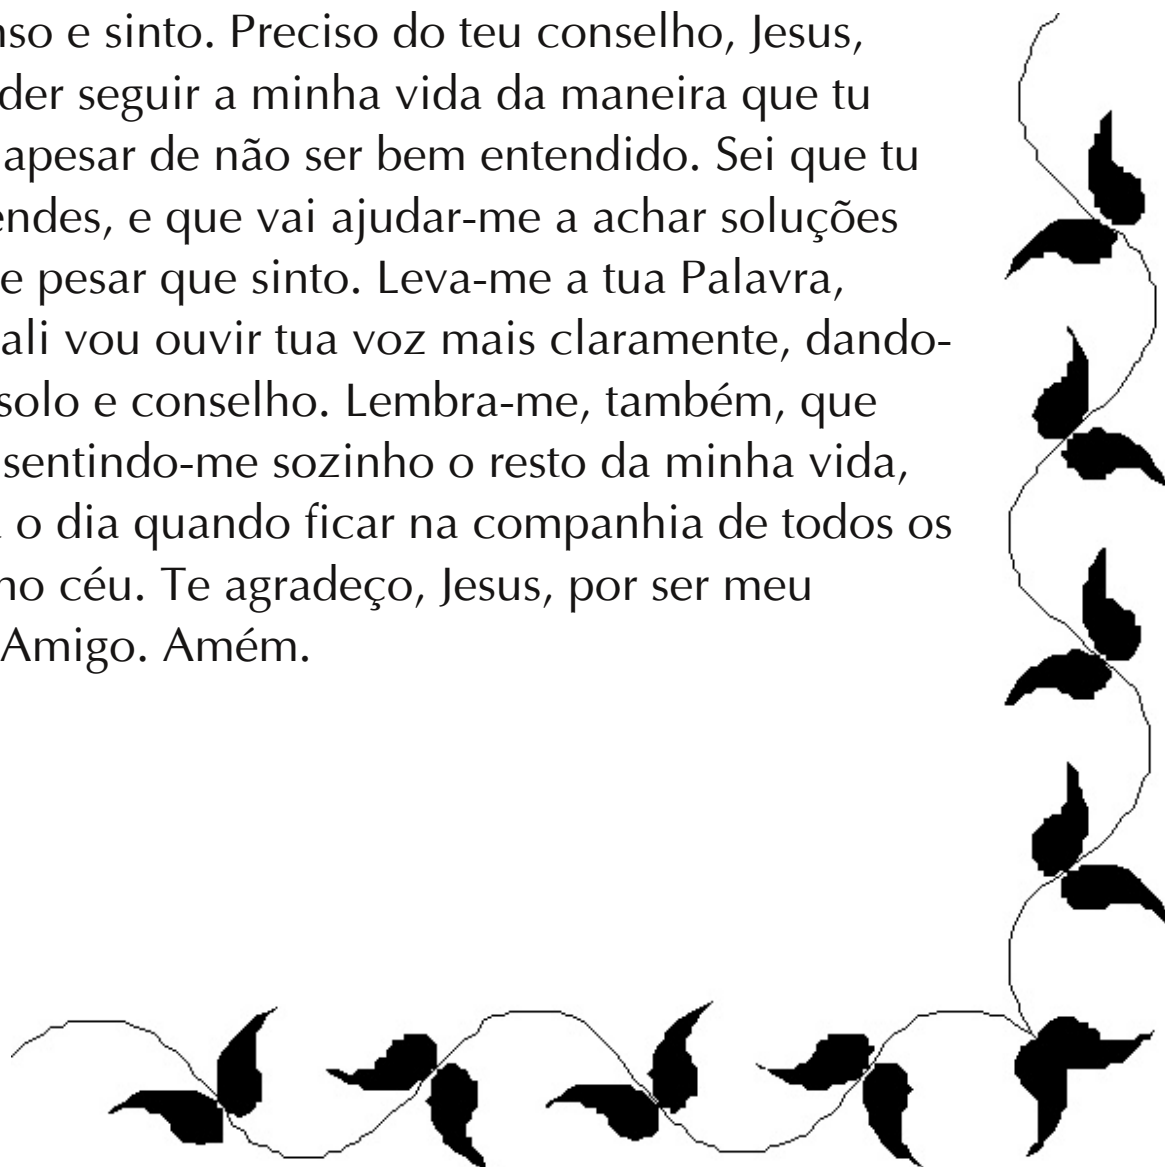 nso e sinto. Preciso do teu conselho, Jesus,
der seguir a minha vida da maneira que tu
apesar de não ser bem entendido. Sei que tu
endes, e que vai ajudar-me a achar soluções
e pesar que sinto. Leva-me a tua Palavra,
ali vou ouvir tua voz mais claramente, dando-
solo e conselho. Lembra-me, também, que
sentindo-me sozinho o resto da minha vida,
o dia quando ficar na companhia de todos os
no céu. Te agradeço, Jesus, por ser meu
Amigo. Amém.